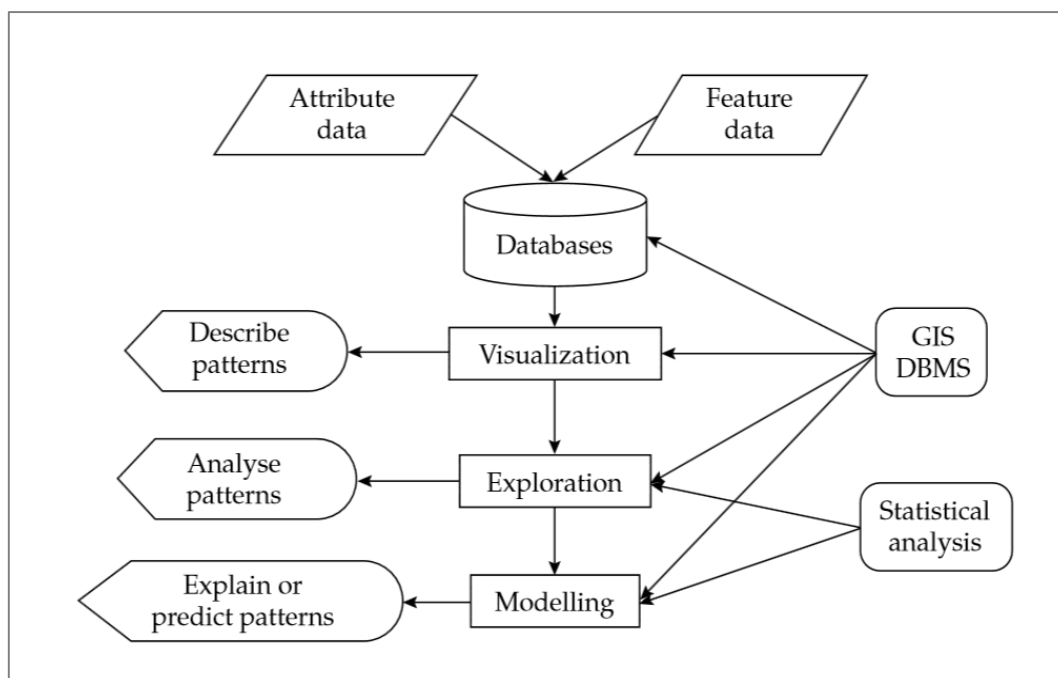 Attribute
data
Feature
data
Databases
Describe
patterns
Visualization
GIS
DBMS
Analyse
patterns
Exploration
Statistical
analysis
Explain or
predict patterns
Modelling